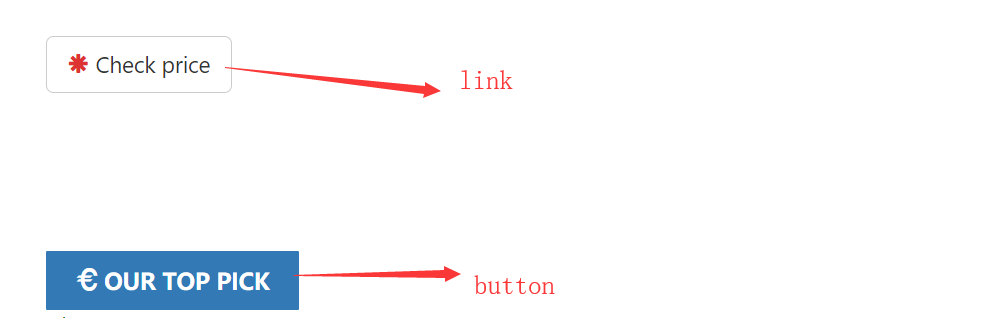 ✱ Check price
link
€ OUR TOP PICK
button